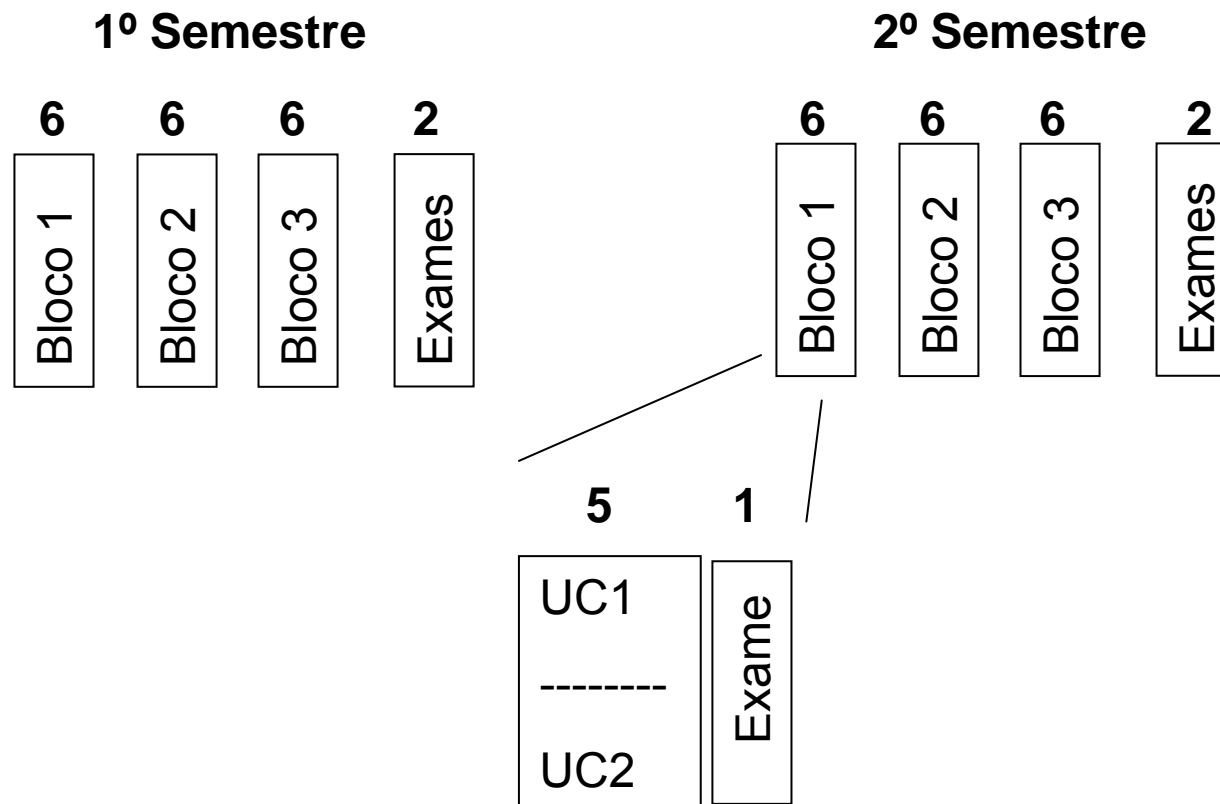 1º Semestre
2º Semestre
6 6 6 2
6 6 6 2
Bloco 1
Bloco 2
Bloco 3
Exames
Bloco 1
Bloco 2
Bloco 3
Exames
5 1
UC1
--------
UC2
Exame